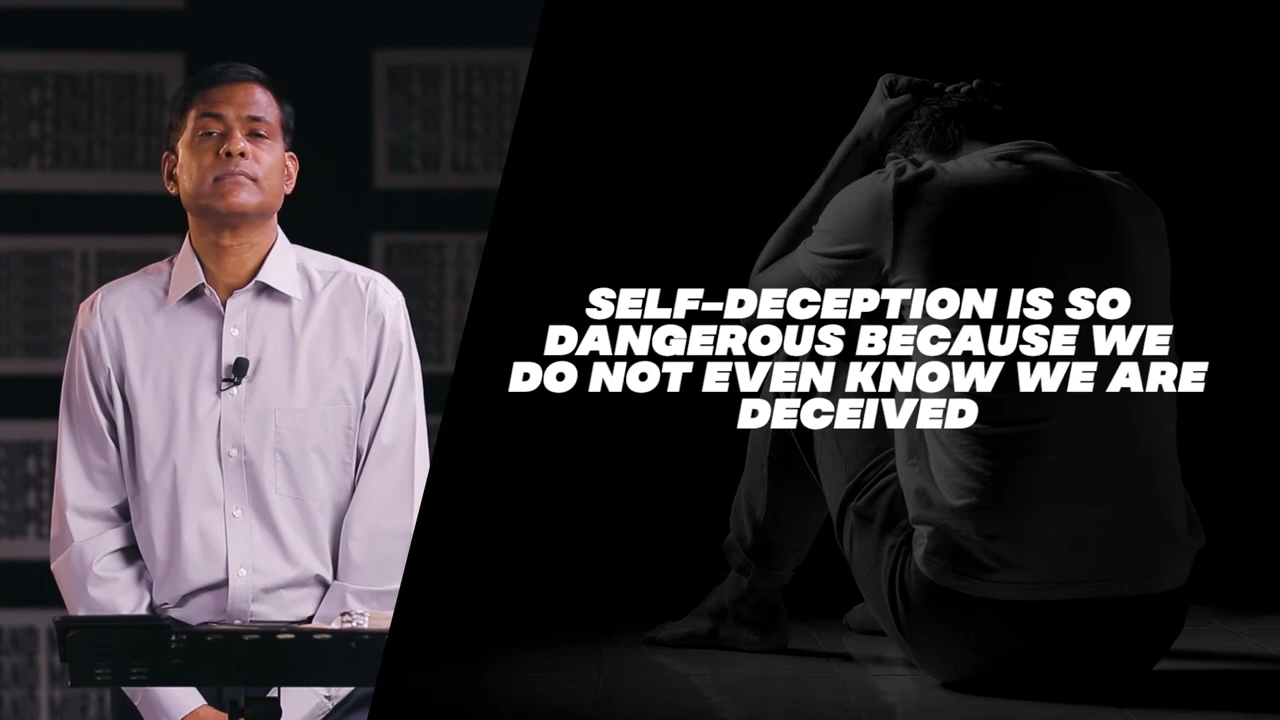 SELF-DECEPTION IS SO
DANGEROUS BECAUSE WE
DO NOT EVEN KNOW WE ARE
DECEIVED